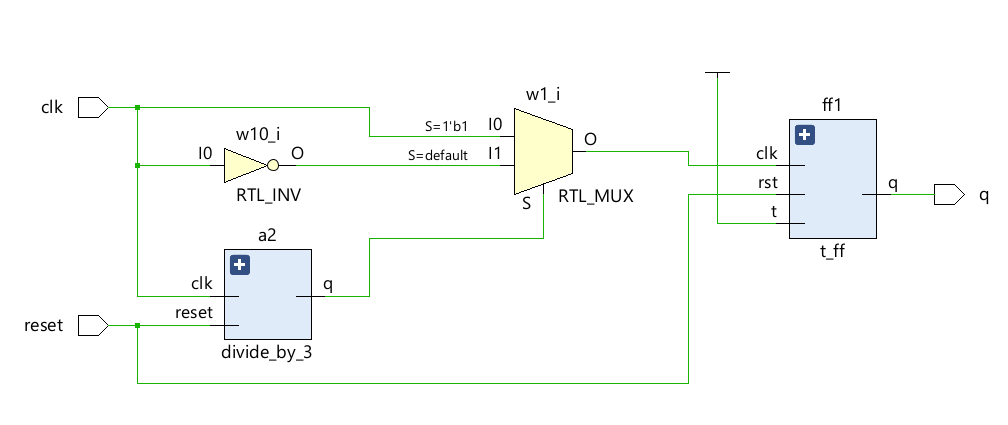 clk
w10_i
I0
O
RTL_INV
S=1'b1
S=default
w1_i
I0
I1
O
S
RTL_MUX
a2
clk
reset
q
divide_by_3
reset
ff1
clk
rst
t
q
t_ff
q